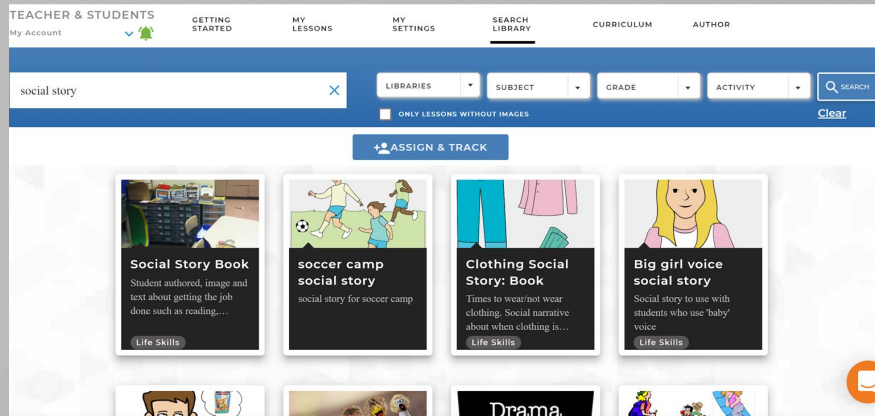 TEACHER & STUDENTS
My Account
GETTING
STARTED
MY
LESSONS
MY
SETTINGS
SEARCH
LIBRARY
CURRICULUM
AUTHOR
social story
LIBRARIES
SUBJECT
GRADE
ACTIVITY
SEARCH
ONLY LESSONS WITHOUT IMAGES
Clear
ASSIGN & TRACK
Social Story Book
Student authored, image and
text about getting the job
done such as reading,...
Life Skills
soccer camp
social story
social story for soccer camp
Clothing Social
Story: Book
Times to wear/not wear
clothing. Social narrative
about when clothing is...
Life Skills
Big girl voice
social story
Social story to use with
students who use 'baby'
voice
Life Skills
Drama